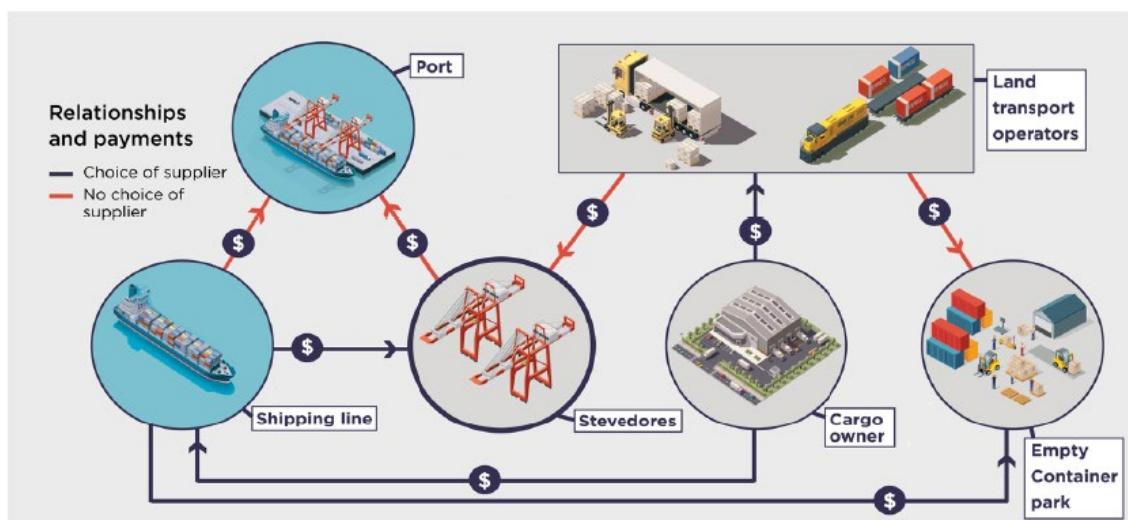 Port
Land
transport
operators
Relationships
and payments
Choice of supplier
No choice of
supplier
$
$
$
$
$
$
Shipping line
Stevedores
Cargo
owner
Empty
Container
park
$
$